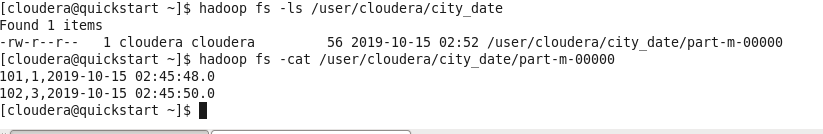 [cloudera@quickstart ~]$ hadoop fs -ls /user/cloudera/city_date
Found 1 items
-rw-r--r--   1 cloudera cloudera         56 2019-10-15 02:52 /user/cloudera/city_date/part-m-00000
[cloudera@quickstart ~]$ hadoop fs -cat /user/cloudera/city_date/part-m-00000
101,1,2019-10-15 02:45:48.0
102,3,2019-10-15 02:45:50.0
[cloudera@quickstart ~]$